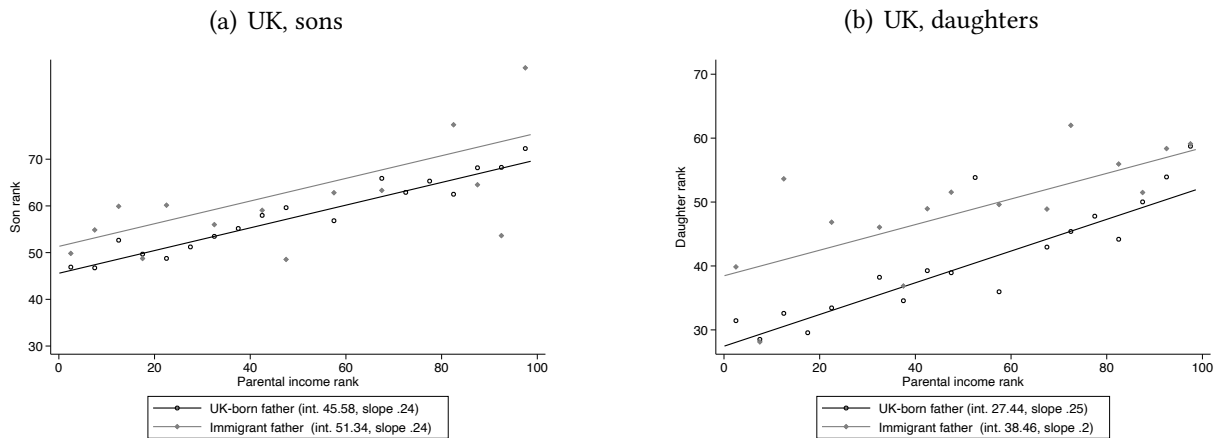 (a) UK, sons
Son rank
70
60
50
40
30
0 20 40 60 80 100
Parental income rank
UK-born father (int. 45.58, slope .24)
Immigrant father (int. 51.34, slope .24)
(b) UK, daughters
Daughter rank
70
60
50
40
30
0 20 40 60 80 100
Parental income rank
UK-born father (int. 27.44, slope .25)
Immigrant father (int. 38.46, slope .2)